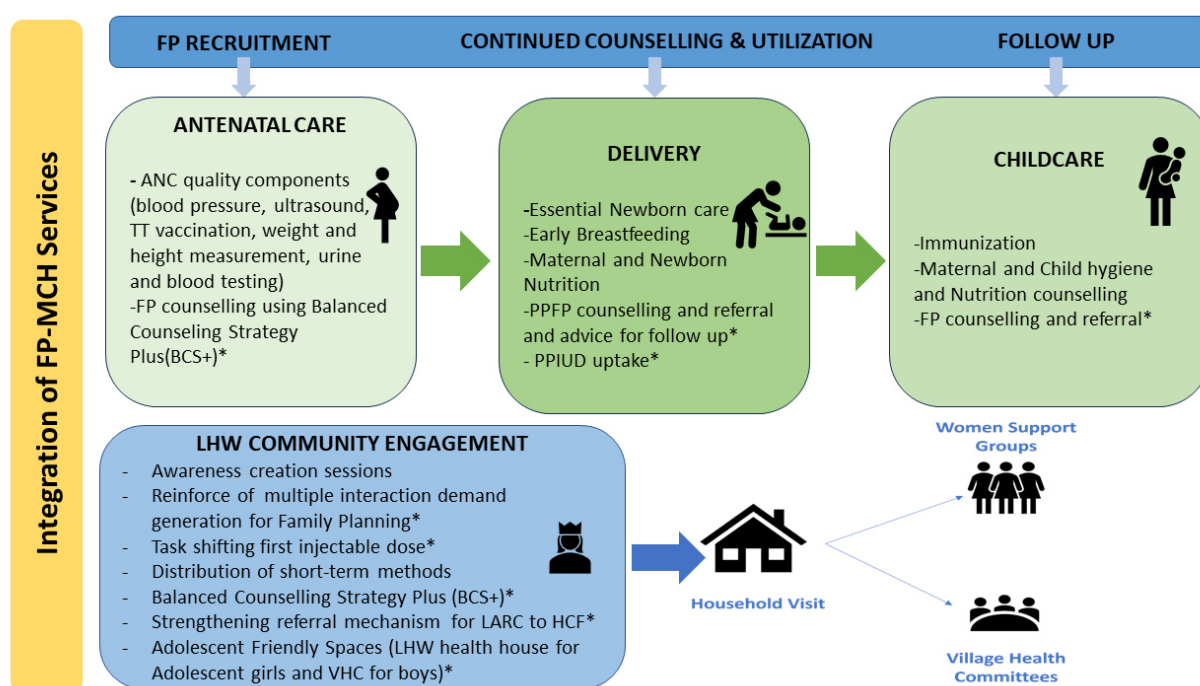 Integration of FP-MCH Services
FP RECRUITMENT
CONTINUED COUNSELLING & UTILIZATION
FOLLOW UP
ANTENATAL CARE
- ANC quality components
(blood pressure, ultrasound,
TT vaccination, weight and
height measurement, urine
and blood testing)
-FP counselling using Balanced
Counseling Strategy
Plus(BCS+)*
DELIVERY
-Essential Newborn care
-Early Breastfeeding
-Maternal and Newborn
Nutrition
-PPFP counselling and referral
and advice for follow up*
- PPIUD uptake*
CHILDCARE
-Immunization
-Maternal and Child hygiene
and Nutrition counselling
-FP counselling and referral*
LHW COMMUNITY ENGAGEMENT
- Awareness creation sessions
- Reinforce of multiple interaction demand
generation for Family Planning*
- Task shifting first injectable dose*
- Distribution of short-term methods
- Balanced Counselling Strategy Plus (BCS+)*
- Strengthening referral mechanism for LARC to HCF*
- Adolescent Friendly Spaces (LHW health house for
Adolescent girls and VHC for boys)*
Household Visit
Women Support
Groups
Village Health
Committees